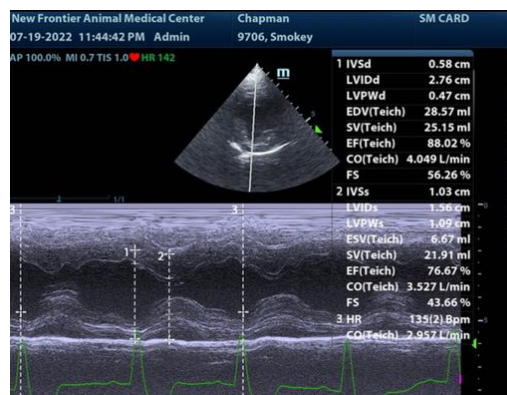 New Frontier Animal Medical Center Chapman SM CARD
07-19-2022 11:44:42 PM Admin 9706, Smokey
AP 100.0% MI 0.7 TIS 1.0 HR 142
m
1 IVSd 0.58 cm
LVIDd 2.76 cm
LVPWd 0.47 cm
EDV(Teich) 28.57 ml
SV(Teich) 25.15 ml
EF(Teich) 88.02 %
CO(Teich) 4.049 L/min
FS 56.26 %
2 IVSs 1.03 cm
LVIDs 1.56 cm
LVPWs 1.09 cm
ESV(Teich) 6.67 ml
SV(Teich) 21.91 ml
EF(Teich) 76.67 %
CO(Teich) 3.527 L/min
FS 43.66 %
3 HR 135(2) Bpm
CO(Teich) 2.957 L/min
1/1
3 3
1 2